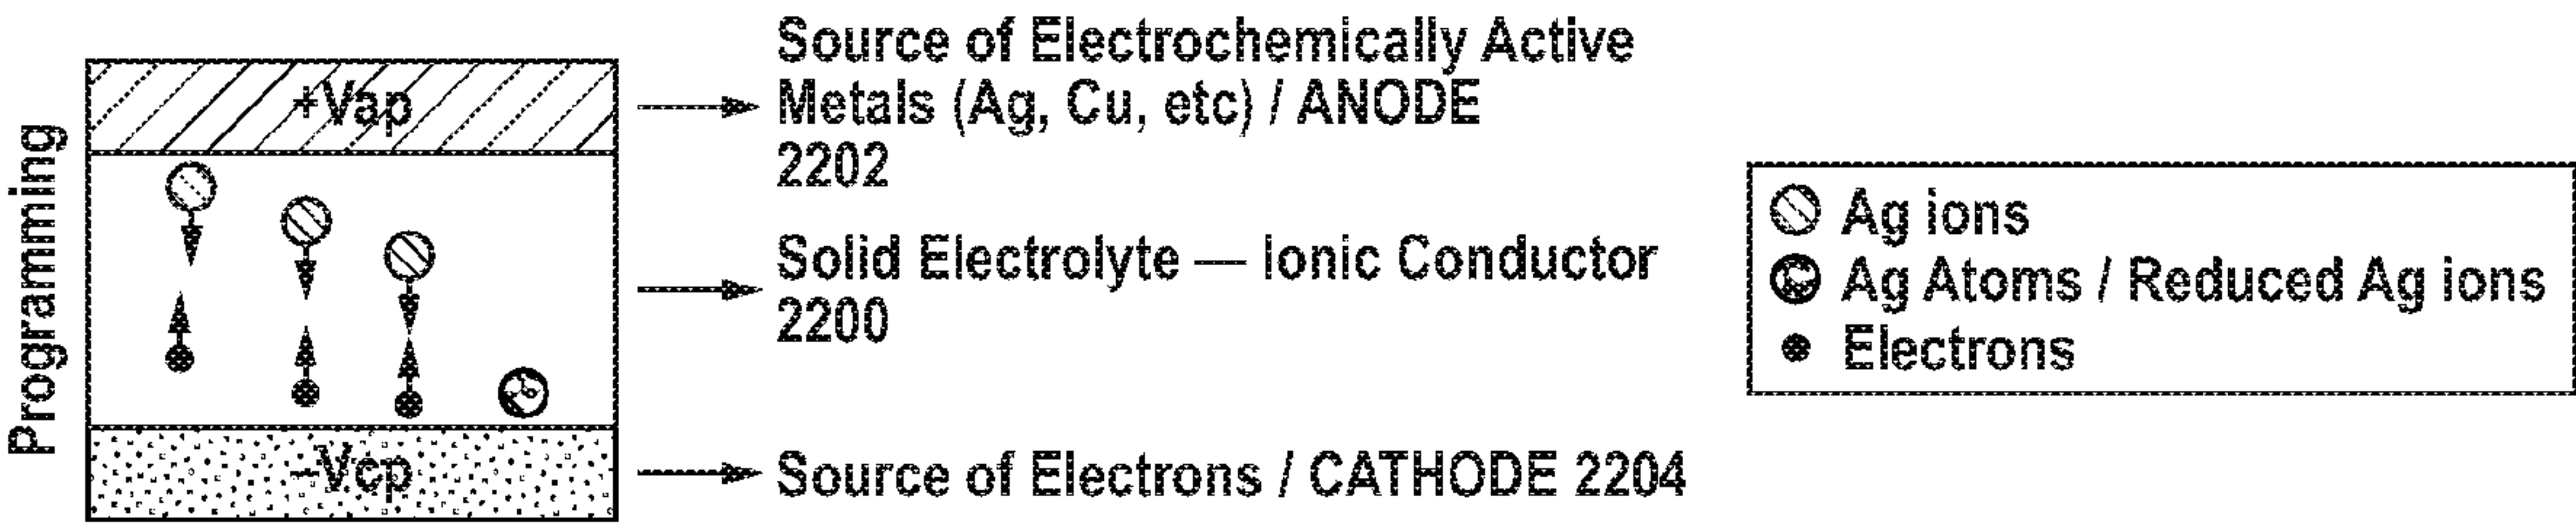 Programming
+Vap
Source of Electrochemically Active
Metals (Ag, Cu, etc) / ANODE
2202
Solid Electrolyte — Ionic Conductor
2200
-Vcp
Source of Electrons / CATHODE 2204
Ag ions
Ag Atoms / Reduced Ag ions
Electrons